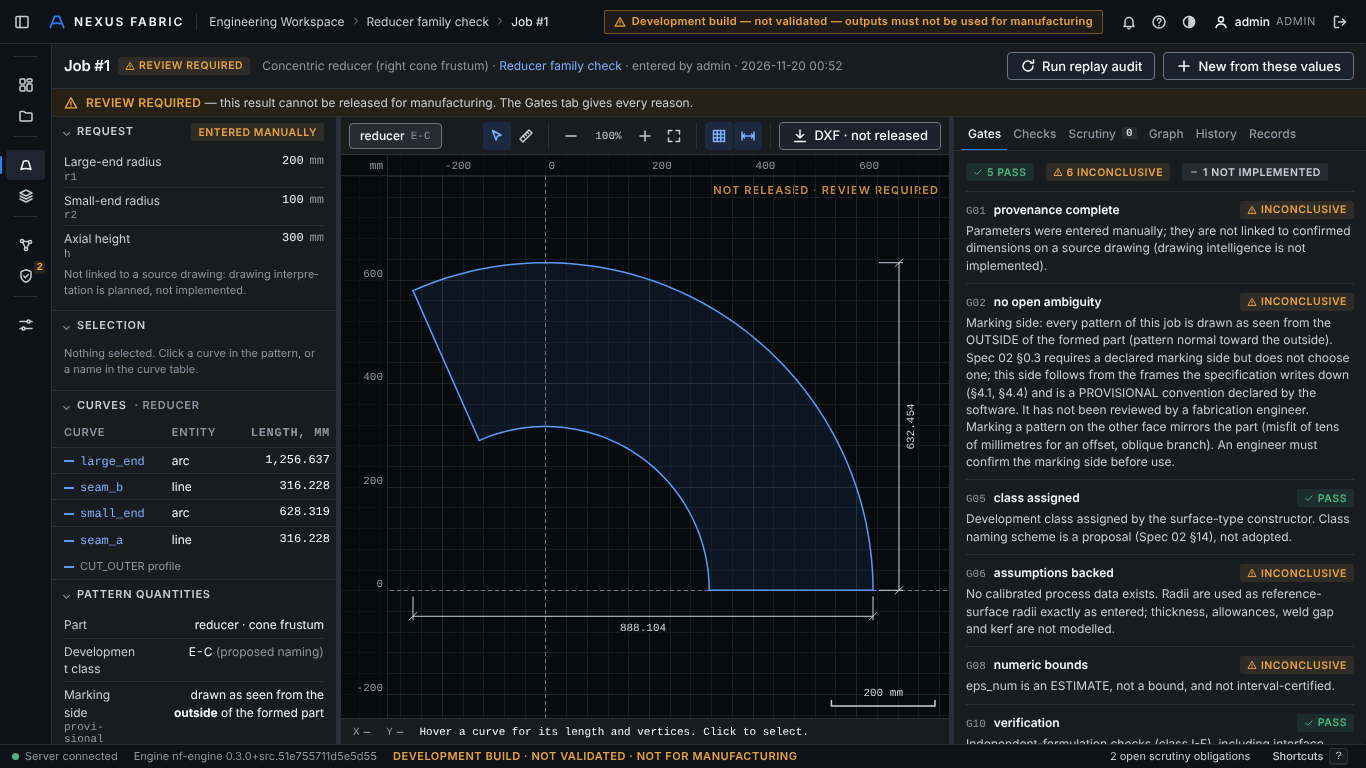 NEXUS FABRIC
Engineering Workspace > Reducer family check > Job #1
Development build — not validated — outputs must not be used for manufacturing
admin ADMIN
Job #1
REVIEW REQUIRED
Concentric reducer (right cone frustum) · Reducer family check · entered by admin · 2026-11-20 00:52
Run replay audit
New from these values
REVIEW REQUIRED — this result cannot be released for manufacturing. The Gates tab gives every reason.
REQUEST
ENTERED MANUALLY
Large-end radius 200 mm
r1
Small-end radius 100 mm
r2
Axial height 300 mm
h
Not linked to a source drawing: drawing interpre-
tation is planned, not implemented.
SELECTION
Nothing selected. Click a curve in the pattern, or
a name in the curve table.
CURVES · REDUCER
CURVE ENTITY LENGTH, MM
large_end arc 1,256.637
seam_b line 316.228
small_end arc 628.319
seam_a line 316.228
CUT_OUTER profile
PATTERN QUANTITIES
Part reducer · cone frustum
Developmen E-C (proposed naming)
t class
Marking drawn as seen from the
side outside of the formed part
provi-
sional
reducer E-C
100%
DXF · not released
mm -200 0 200 400 600
NOT RELEASED · REVIEW REQUIRED
600
400
200
0
-200
632.454
888.104
200 mm
X — Y — Hover a curve for its length and vertices. Click to select.
Gates Checks Scrutiny 0 Graph History Records
5 PASS
6 INCONCLUSIVE
1 NOT IMPLEMENTED
G01 provenance complete INCONCLUSIVE
Parameters were entered manually; they are not linked to confirmed
dimensions on a source drawing (drawing intelligence is not
implemented).
G02 no open ambiguity INCONCLUSIVE
Marking side: every pattern of this job is drawn as seen from the
OUTSIDE of the formed part (pattern normal toward the outside).
Spec 02 §0.3 requires a declared marking side but does not choose
one; this side follows from the frames the specification writes down
(§4.1, §4.4) and is a PROVISIONAL convention declared by the
software. It has not been reviewed by a fabrication engineer.
Marking a pattern on the other face mirrors the part (misfit of tens
of millimetres for an offset, oblique branch). An engineer must
confirm the marking side before use.
G05 class assigned PASS
Development class assigned by the surface-type constructor. Class
naming scheme is a proposal (Spec 02 §14), not adopted.
G06 assumptions backed INCONCLUSIVE
No calibrated process data exists. Radii are used as reference-
surface radii exactly as entered; thickness, allowances, weld gap
and kerf are not modelled.
G08 numeric bounds INCONCLUSIVE
eps_num is an ESTIMATE, not a bound, and not interval-certified.
G10 verification PASS
Independent-formulation checks (class I-F), including interface
2
Server connected
Engine nf-engine 0.3.0+src.51e755711d5e5d55
DEVELOPMENT BUILD · NOT VALIDATED · NOT FOR MANUFACTURING
2 open scrutiny obligations
Shortcuts ?